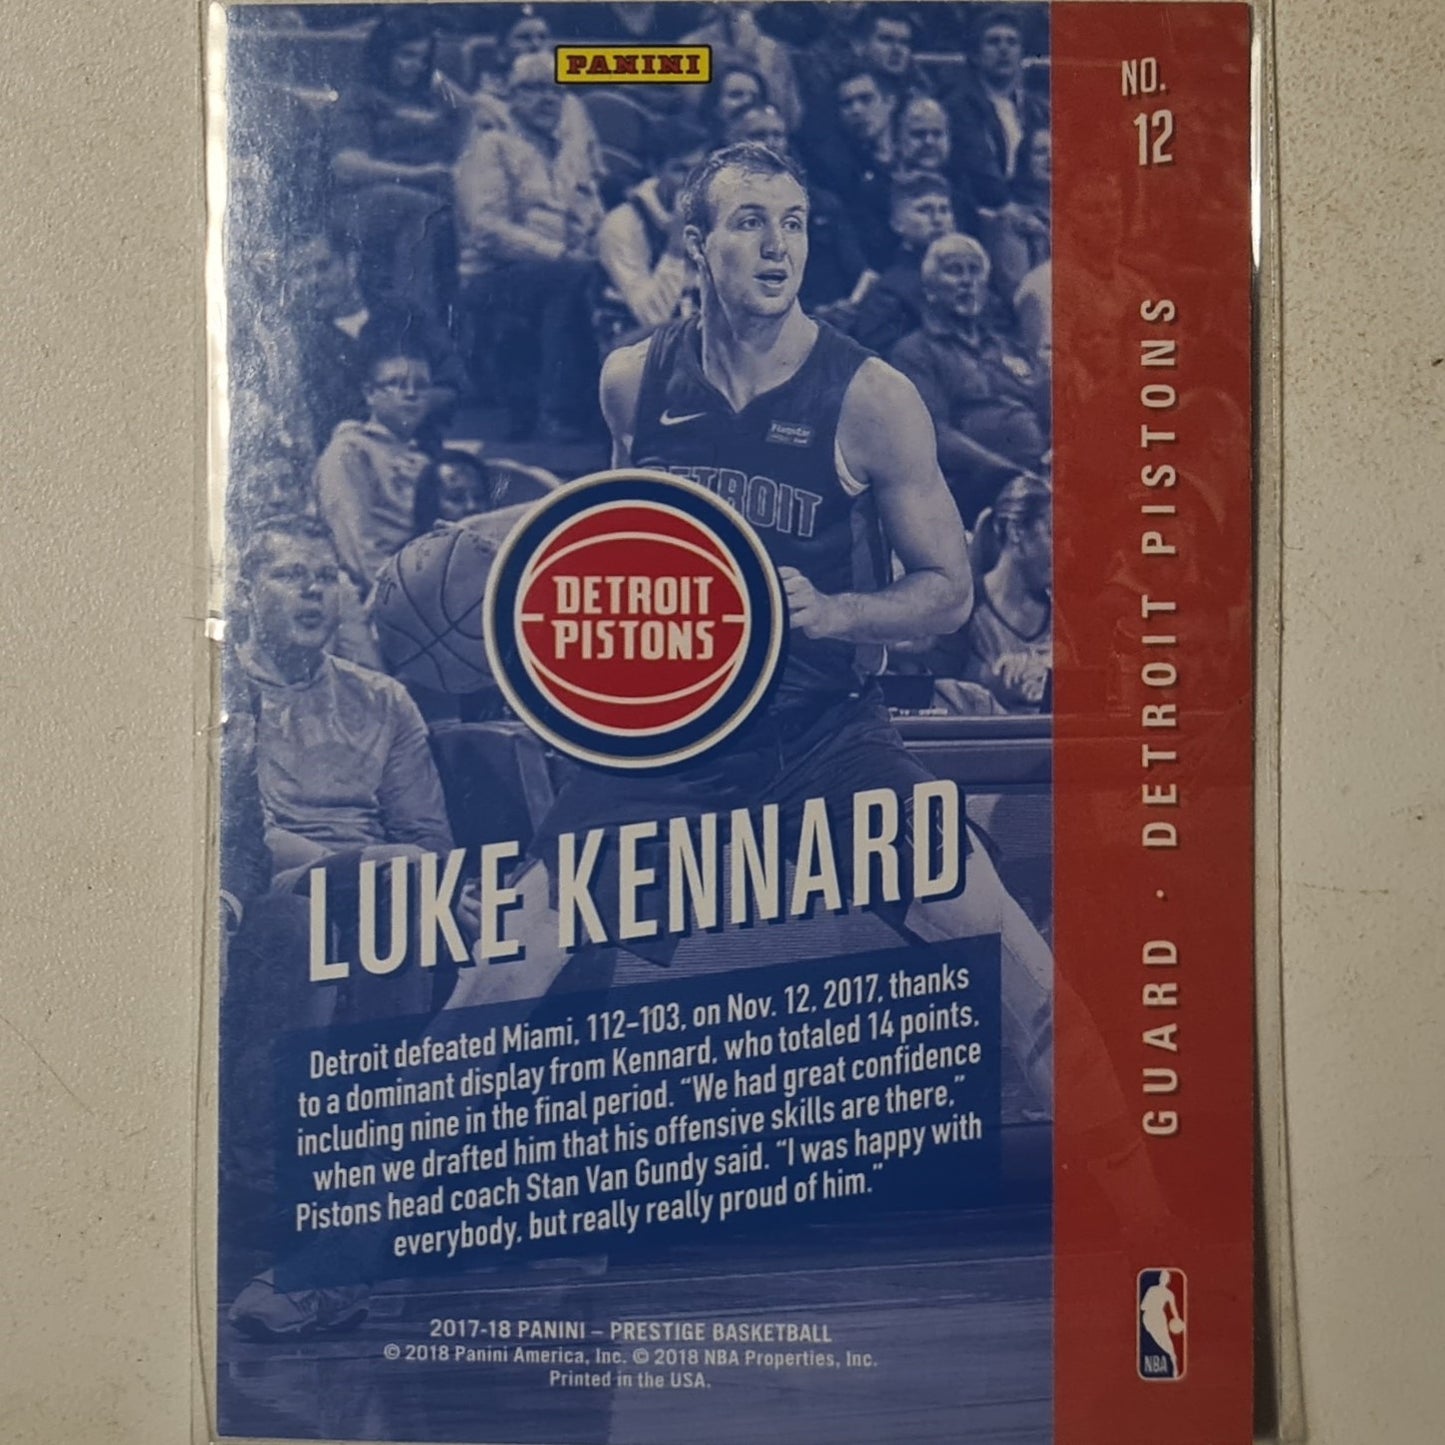 PANINI
NO.
12
Flagstar
DETROIT
DETROIT
PISTONS
GUARD · DETROIT PISTONS
LUKE KENNARD
Detroit defeated Miami, 112–103, on Nov. 12, 2017, thanks
to a dominant display from Kennard, who totaled 14 points,
including nine in the final period. “We had great confidence
when we drafted him that his offensive skills are there,”
Pistons head coach Stan Van Gundy said. “I was happy with
everybody, but really really proud of him.”
2017-18 PANINI – PRESTIGE BASKETBALL
© 2018 Panini America, Inc. © 2018 NBA Properties, Inc.
Printed in the USA.
NBA